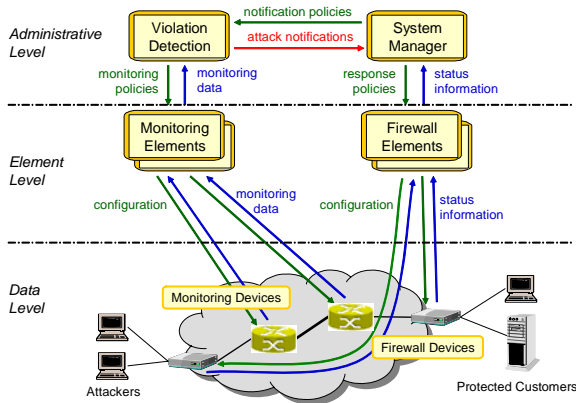 notification policies
Administrative
Level
Violation
Detection
attack notifications
System
Manager
monitoring
policies
monitoring
data
response
policies
status
information
Element
Level
Monitoring
Elements
Firewall
Elements
configuration
monitoring
data
configuration
status
information
Data
Level
Monitoring Devices
Firewall Devices
Attackers
Protected Customers